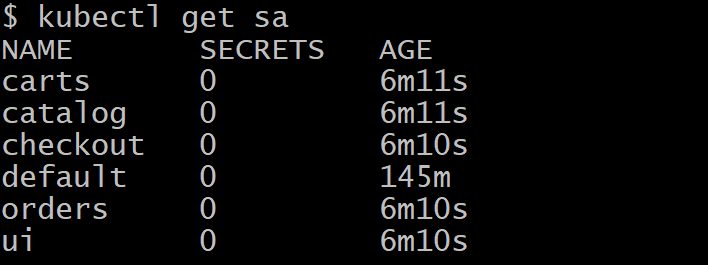 $ kubectl get sa
NAME       SECRETS   AGE
carts      0         6m11s
catalog    0         6m11s
checkout   0         6m10s
default    0         145m
orders     0         6m10s
ui         0         6m10s